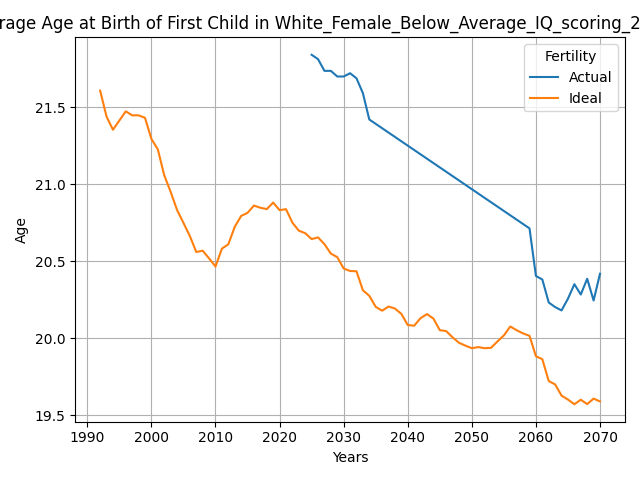 rage Age at Birth of First Child in White_Female_Below_Average_IQ_scoring_2
Fertility
Actual
Ideal
21.5
21.0
20.5
20.0
19.5
Age
1990 2000 2010 2020 2030 2040 2050 2060 2070
Years